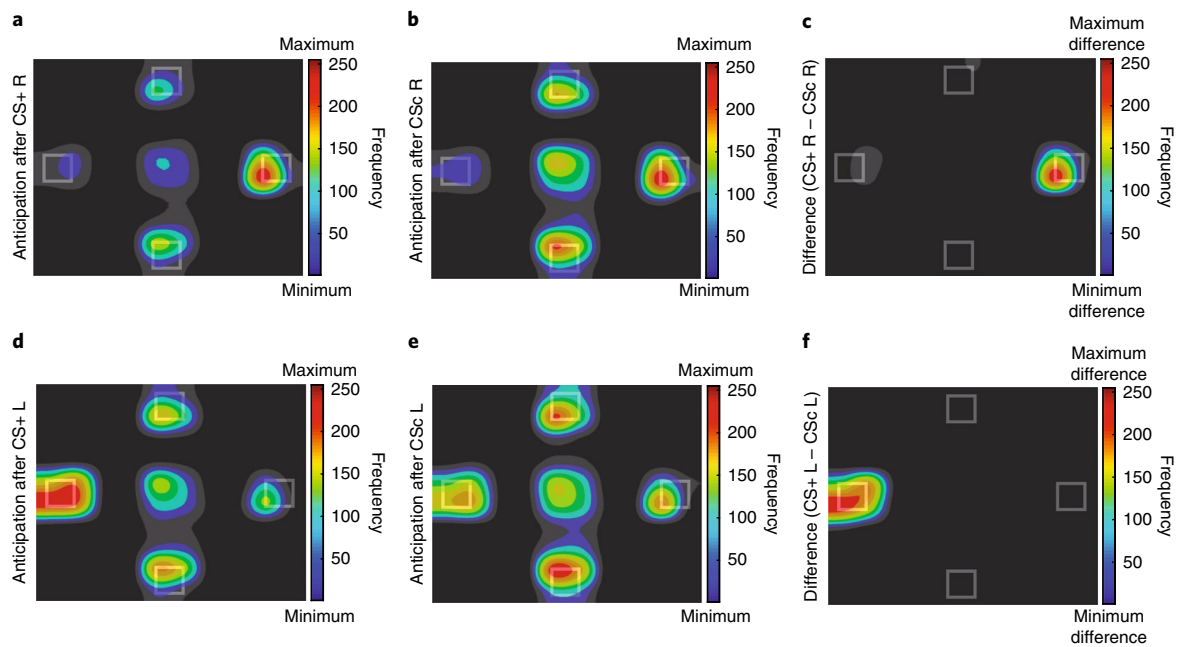 a
Maximum
Anticipation after CS+ R
250
200
150
100
50
Frequency
Minimum
b
Maximum
Anticipation after CSc R
250
200
150
100
50
Frequency
Minimum
c
Maximum
difference
Difference (CS+ R – CSc R)
250
200
150
100
50
Frequency
Minimum
difference
d
Maximum
Anticipation after CS+ L
250
200
150
100
50
Frequency
Minimum
e
Maximum
Anticipation after CSc L
250
200
150
100
50
Frequency
Minimum
f
Maximum
difference
Difference (CS+ L – CSc L)
250
200
150
100
50
Frequency
Minimum
difference